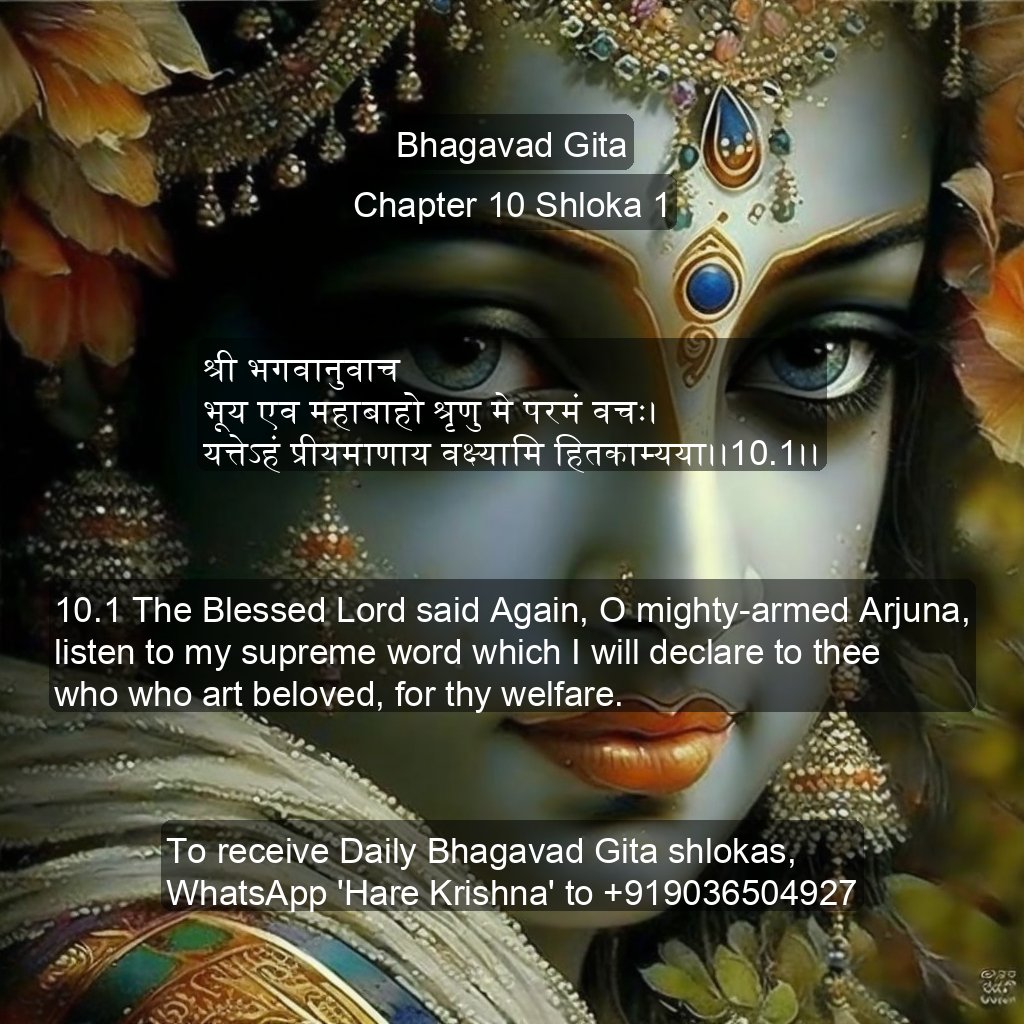 Bhagavad Gita
Chapter 10 Shloka 1
श्री भगवानुवाच
भूय एव महाबाहो श्रृणु मे परमं वचः।
यत्तेऽहं प्रीयमाणाय वक्ष्यामि हितकाम्यया।।10.1।।
10.1 The Blessed Lord said Again, O mighty-armed Arjuna,
listen to my supreme word which I will declare to thee
who who art beloved, for thy welfare.
To receive Daily Bhagavad Gita shlokas,
WhatsApp 'Hare Krishna' to +919036504927